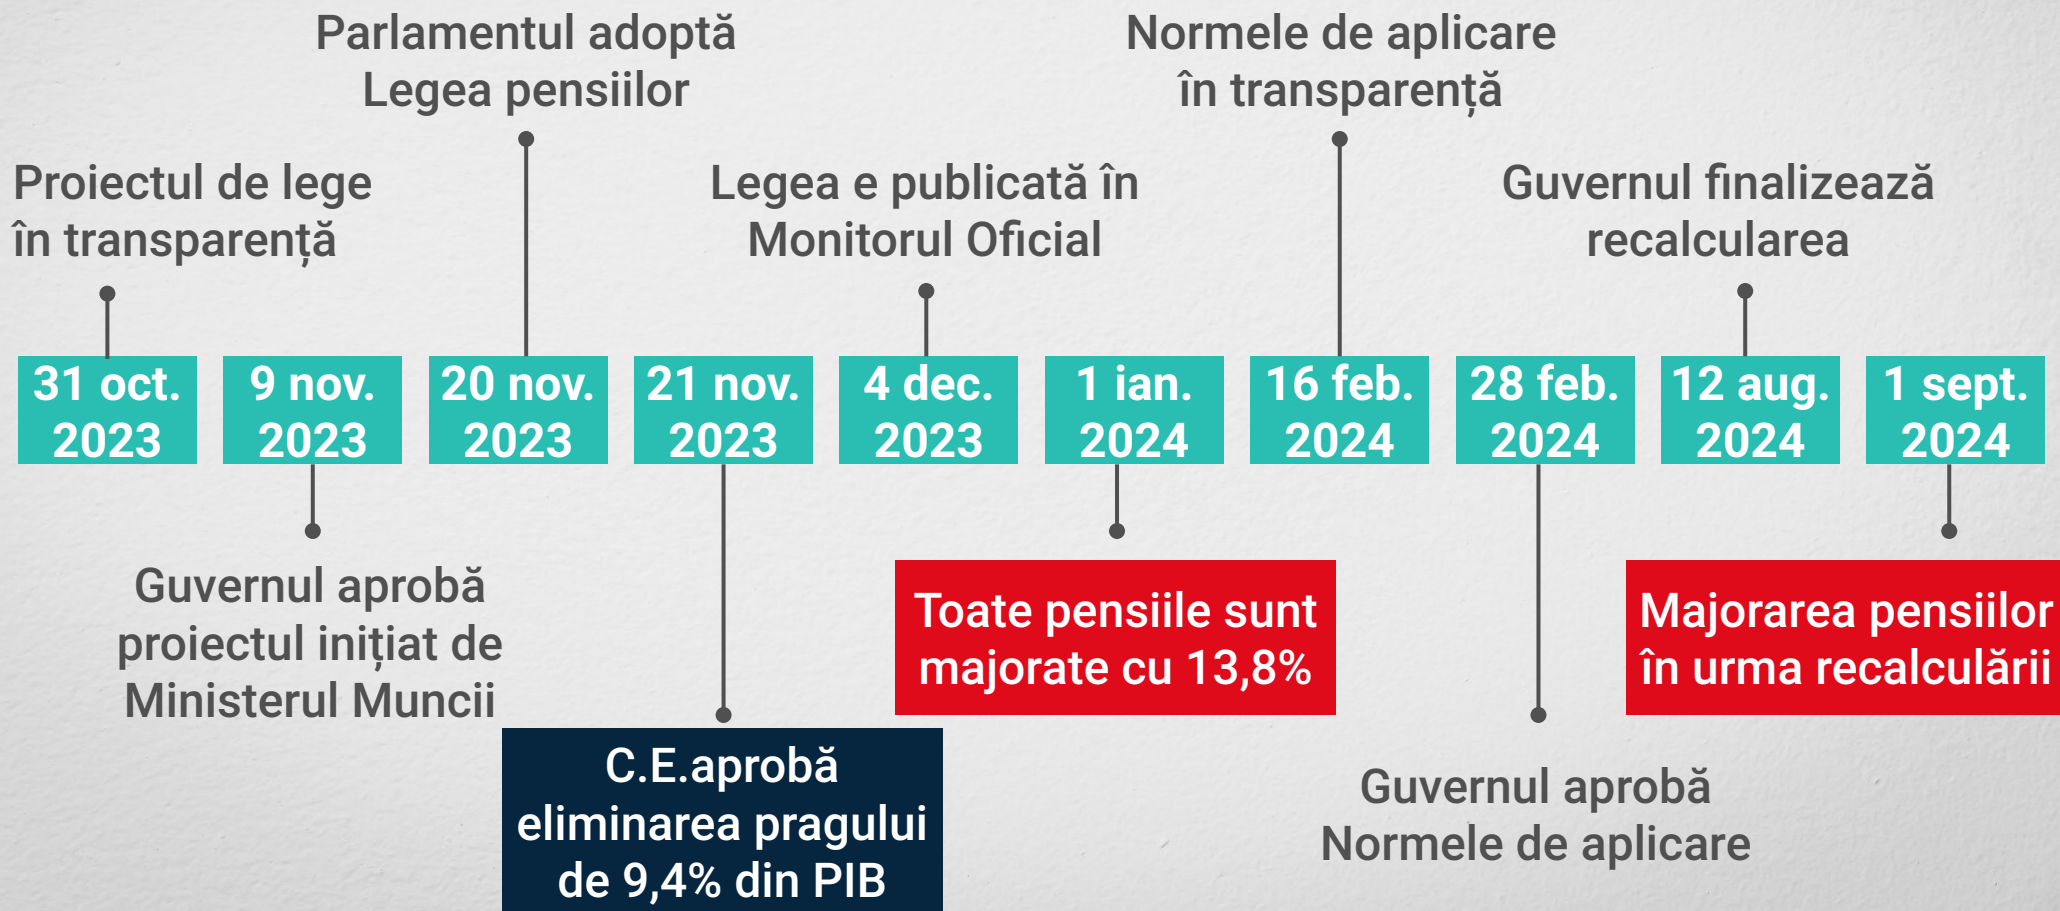 Parlamentul adoptă
Legea pensiilor
Normele de aplicare
în transparență
Proiectul de lege
în transparență
Legea e publicată în
Monitorul Oficial
Guvernul finalizează
recalcularea
31 oct.
2023
9 nov.
2023
20 nov.
2023
21 nov.
2023
4 dec.
2023
1 ian.
2024
16 feb.
2024
28 feb.
2024
12 aug.
2024
1 sept.
2024
Guvernul aprobă
proiectul inițiat de
Ministerul Muncii
Toate pensiile sunt
majorate cu 13,8%
Majorarea pensiilor
în urma recalculării
C.E.aprobă
eliminarea pragului
de 9,4% din PIB
Guvernul aprobă
Normele de aplicare